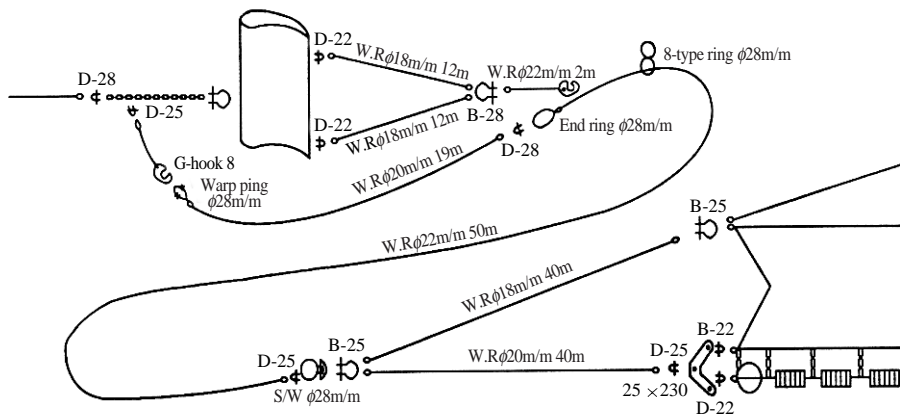 D-22
W.Rφ18m/m 12m
W.Rφ22m/m 2m
8-type ring φ28m/m
D-28
D-25
B-28
D-22
W.Rφ18m/m 12m
End ring φ28m/m
D-28
G-hook 8
Warp ping
φ28m/m
W.Rφ20m/m 19m
B-25
W.Rφ22m/m 50m
W.Rφ18m/m 40m
B-25
B-22
D-25
W.Rφ20m/m 40m
D-25
25 ×230
S/W φ28m/m
D-22